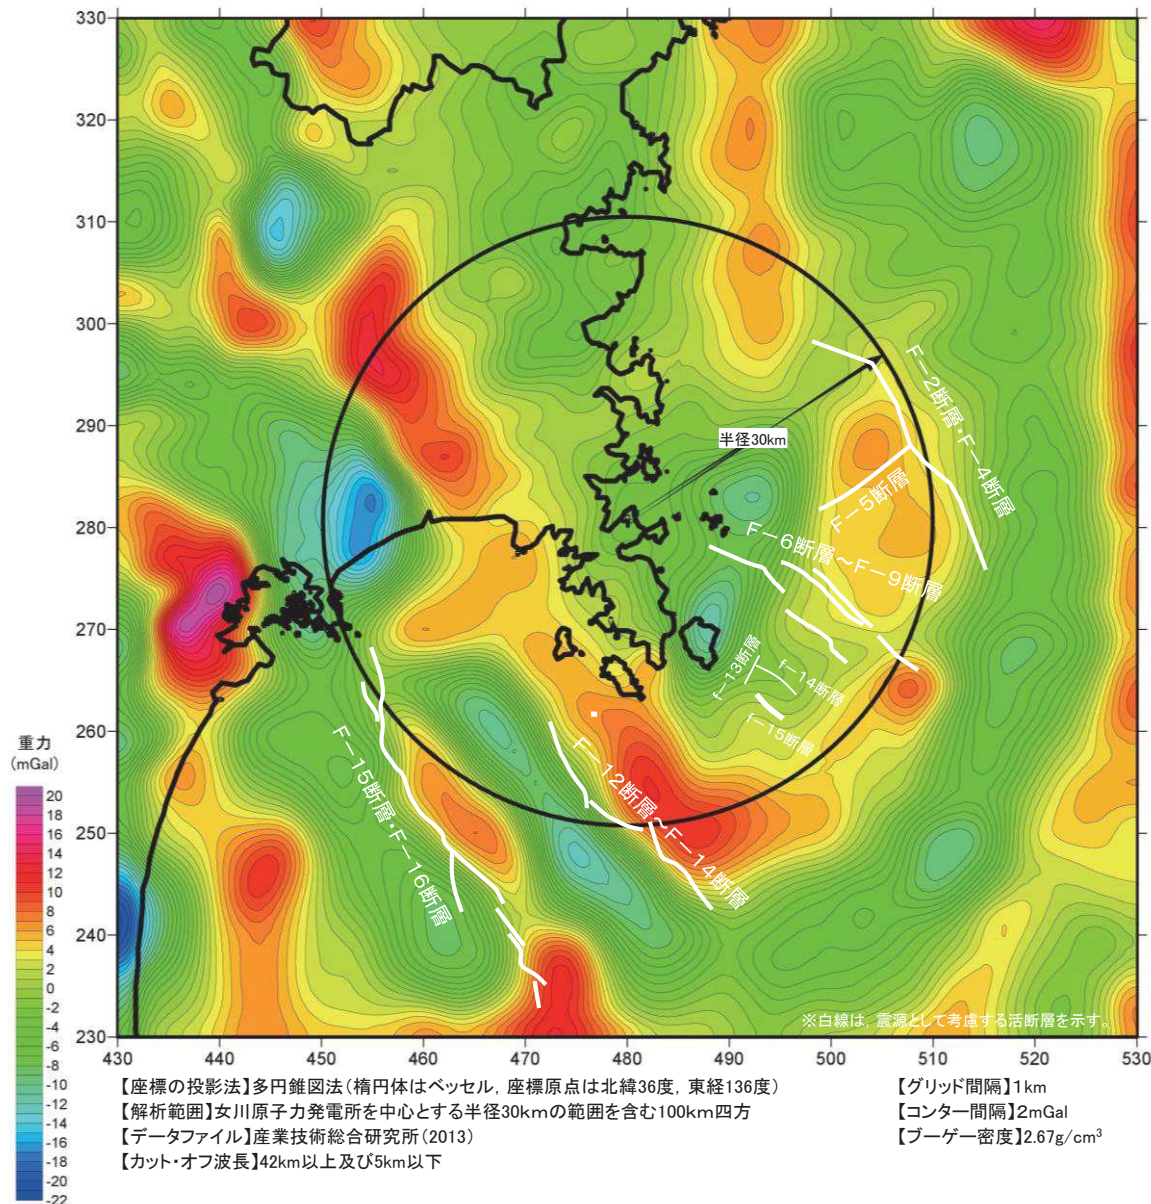 330
320
310
300
290
280
270
260
250
240
230
430
440
450
460
470
480
490
500
510
520
530
半径30km
F－2断層・F－4断層
F－5断層
F－6断層～F－9断層
f－13断層
f－14断層
f－15断層
F－12断層～F－14断層
F－15断層・F－16断層
※白線は，震源として考慮する活断層を示す。
重力
(mGal)
20
18
16
14
12
10
8
6
4
2
0
-2
-4
-6
-8
-10
-12
-14
-16
-18
-20
-22
【座標の投影法】多円錐図法（楕円体はベッセル，座標原点は北緯36度，東経136度）
【解析範囲】女川原子力発電所を中心とする半径30kmの範囲を含む100km四方
【データファイル】産業技術総合研究所（2013）
【カット・オフ波長】42km以上及び5km以下
【グリッド間隔】1km
【コンター間隔】2mGal
【ブーゲー密度】2.67g/cm³